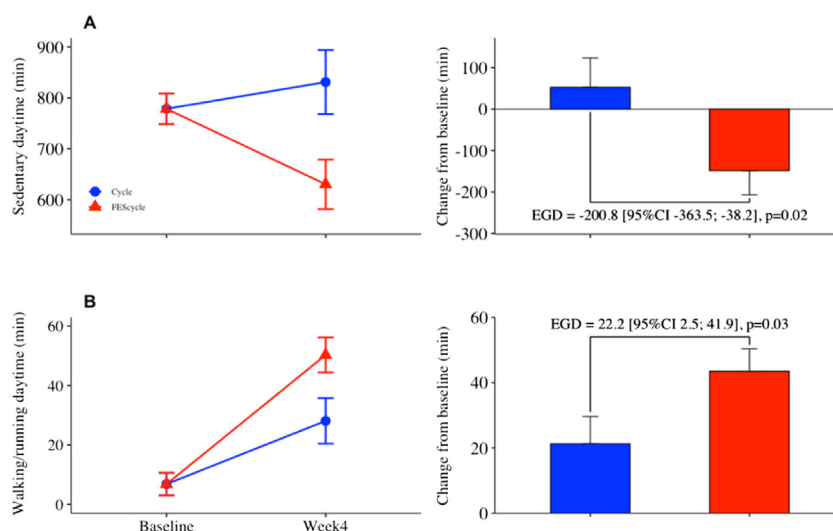 A
Sedentary daytime (min)
900
800
700
600
Cycle
FEScycle
Change from baseline (min)
100
0
-100
-200
-300
EGD = -200.8 [95%CI -363.5; -38.2], p=0.02
B
Walking/running daytime (min)
60
40
20
0
Baseline
Week4
Change from baseline (min)
60
40
20
0
EGD = 22.2 [95%CI 2.5; 41.9], p=0.03